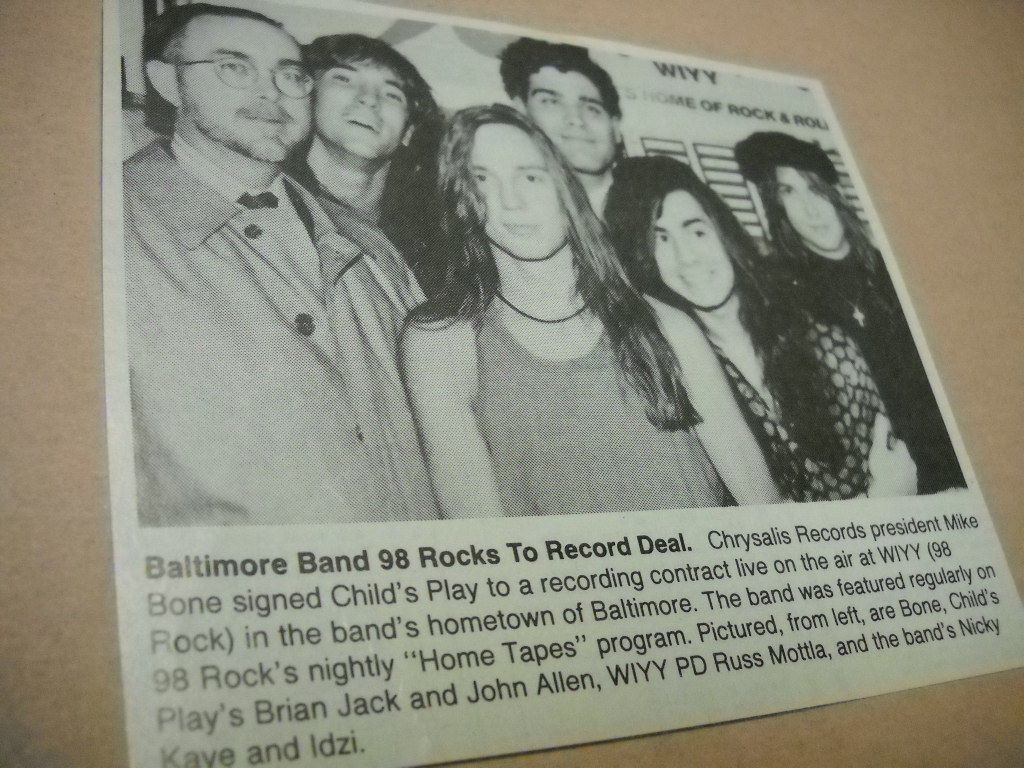 WIYY
S HOME OF ROCK & ROLL
Baltimore Band 98 Rocks To Record Deal. Chrysalis Records president Mike
Bone signed Child's Play to a recording contract live on the air at WIYY (98
Rock) in the band's hometown of Baltimore. The band was featured regularly on
98 Rock's nightly "Home Tapes" program. Pictured, from left, are Bone, Child's
Play's Brian Jack and John Allen, WIYY PD Russ Mottla, and the band's Nicky
Kaye and Idzi.